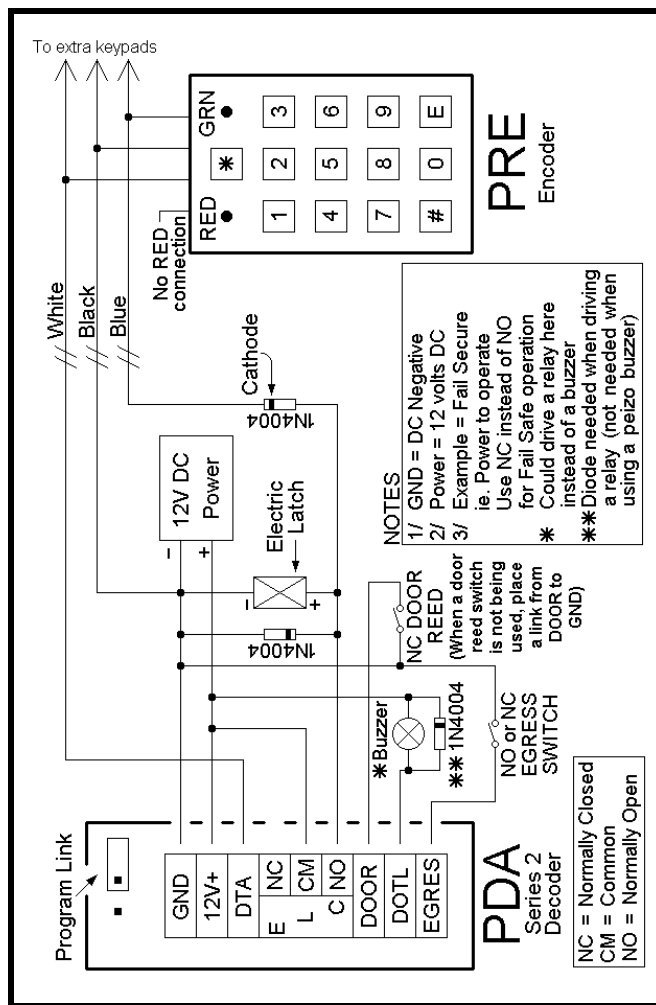 To extra keypads
White
Black
Blue
No RED
connection
RED
GRN
*
1
2
3
4
5
6
7
8
9
#
0
E
PRE
Encoder
Cathode
1N4004
12V DC
Power
–
+
Electric
Latch
–
+
1N4004
Program Link
GND
12V+
DTA
E
L
C
NC
CM
NO
DOOR
DOTL
EGRES
PDA
Series 2
Decoder
*Buzzer
**1N4004
NC DOOR
REED
(When a door
reed switch
is not being
used, place
a link from
DOOR to
GND)
NO or NC
EGRESS
SWITCH
NOTES
1/ GND = DC Negative
2/ Power = 12 volts DC
3/ Example = Fail Secure
ie. Power to operate
Use NC instead of NO
for Fail Safe operation
* Could drive a relay here
instead of a buzzer
**Diode needed when driving
a relay (not needed when
using a peizo buzzer)
NC = Normally Closed
CM = Common
NO = Normally Open